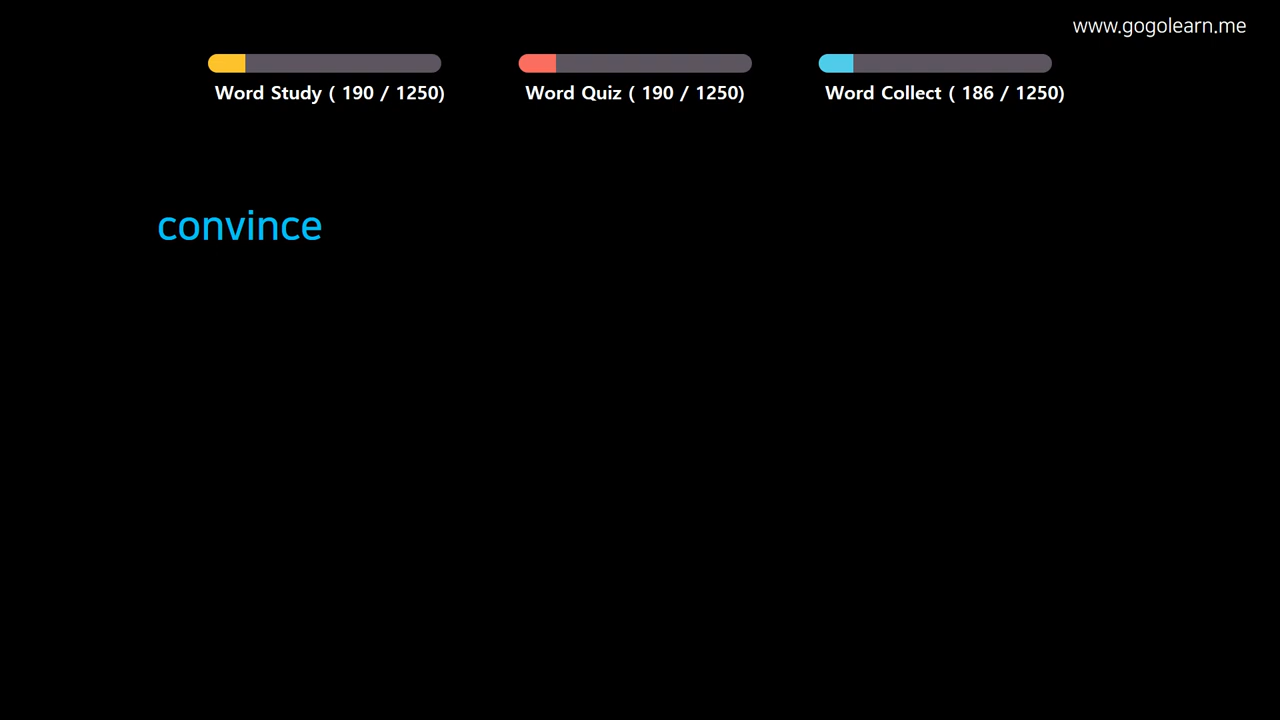 www.gogolearn.me
Word Study ( 190 / 1250)
Word Quiz ( 190 / 1250)
Word Collect ( 186 / 1250)
convince